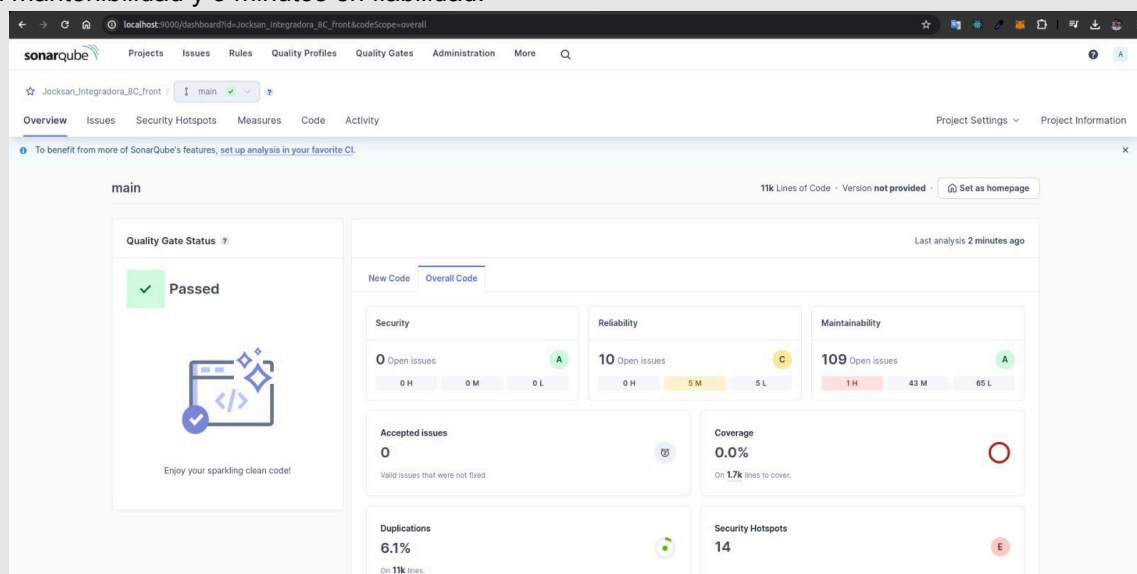 mantenibilidad y 0 minutos en fiabilidad.
localhost:9000/dashboard?id=Jocksan_Integradora_8C_front&codeScope=overall
sonarqube Projects Issues Rules Quality Profiles Quality Gates Administration More A
Jocksan_Integradora_8C_front / main
Overview Issues Security Hotspots Measures Code Activity Project Settings Project Information
To benefit from more of SonarQube's features, set up analysis in your favorite CI.
main 11k Lines of Code · Version not provided · Set as homepage
Quality Gate Status ? Last analysis 2 minutes ago
Passed
New Code Overall Code
Security Reliability Maintainability
0 Open issues A 10 Open issues C 109 Open issues A
0 H 0 M 0 L 0 H 5 M 5 L 1 H 43 M 65 L
Accepted issues Coverage
0 0.0%
Valid issues that were not fixed On 1.7k lines to cover.
Enjoy your sparkling clean code!
Duplications Security Hotspots
6.1% 14 E
On 11k lines.